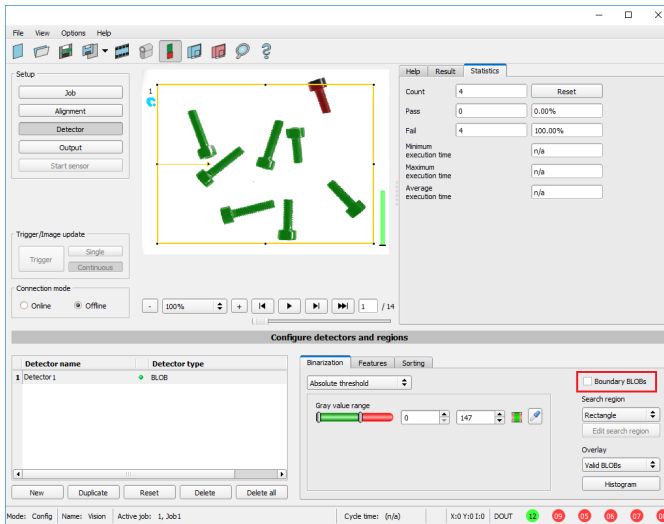 File View Options Help
Setup
Job
Alignment
Detector
Output
Start sensor
Trigger/Image update
Trigger
Single
Continuous
Connection mode
Online Offline
1
- 100% + 1 / 14
Help Result Statistics
Count 4 Reset
Pass 0 0.00%
Fail 4 100.00%
Minimum
execution time n/a
Maximum
execution time n/a
Average
execution time n/a
Configure detectors and regions
Detector name Detector type
1 Detector1 BLOB
New Duplicate Reset Delete Delete all
Binarization Features Sorting
Absolute threshold
Gray value range
0 147
Boundary BLOBs
Search region
Rectangle
Edit search region
Overlay
Valid BLOBs
Histogram
Mode: Config Name: Vision Active job: 1, Job1 Cycle time: (n/a) X:0 Y:0 I:0 DOUT 12 09 05 06 07